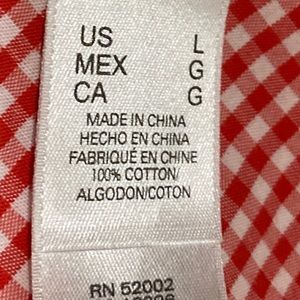 US L
MEX G
CA G
MADE IN CHINA
HECHO EN CHINA
FABRIQUÉ EN CHINE
100% COTTON/
ALGODON/COTON
RN 52002